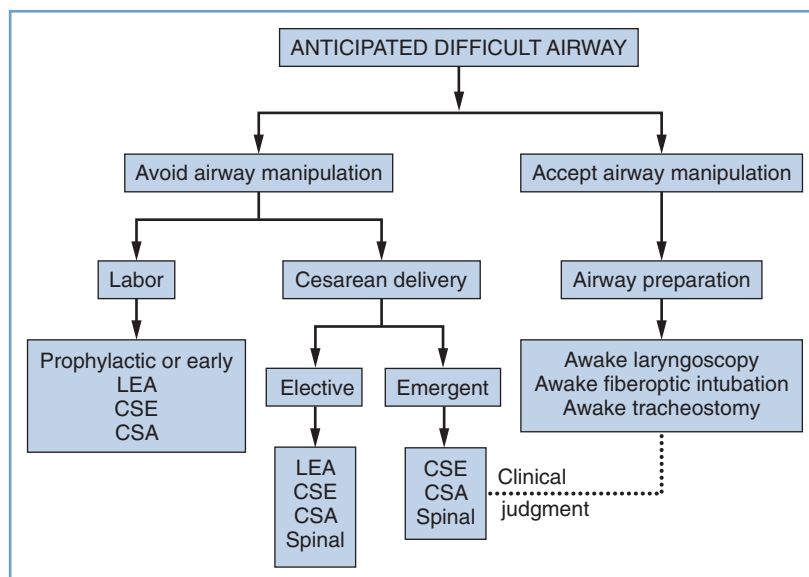 ANTICIPATED DIFFICULT AIRWAY
Avoid airway manipulation
Accept airway manipulation
Labor
Cesarean delivery
Airway preparation
Prophylactic or early
LEA
CSE
CSA
Elective
Emergent
Awake laryngoscopy
Awake fiberoptic intubation
Awake tracheostomy
LEA
CSE
CSA
Spinal
CSE
CSA
Spinal
Clinical
judgment